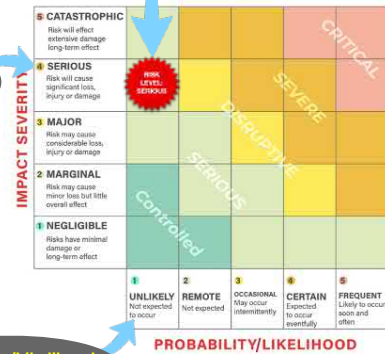 5 CATASTROPHIC
Risk will effect
extensive damage
long-term effect
4 SERIOUS
Risk will cause
significant loss,
injury or damage
3 MAJOR
Risk may cause
considerable loss,
injury or damage
2 MARGINAL
Risk may cause
minor loss but little
overall effect
1 NEGLIGIBLE
Risks have minimal
damage or
long-term effect
IMPACT SEVERITY
RISK
LEVEL:
SERIOUS
CRITICAL
SEVERE
DISRUPTIVE
SERIOUS
Controlled
1
UNLIKELY
Not expected
to occur
2
REMOTE
Not expected
3
OCCASIONAL
May occur
intermittently
4
CERTAIN
Expected
to occur
eventfully
5
FREQUENT
Likely to occur
soon and
often
PROBABILITY/LIKELIHOOD